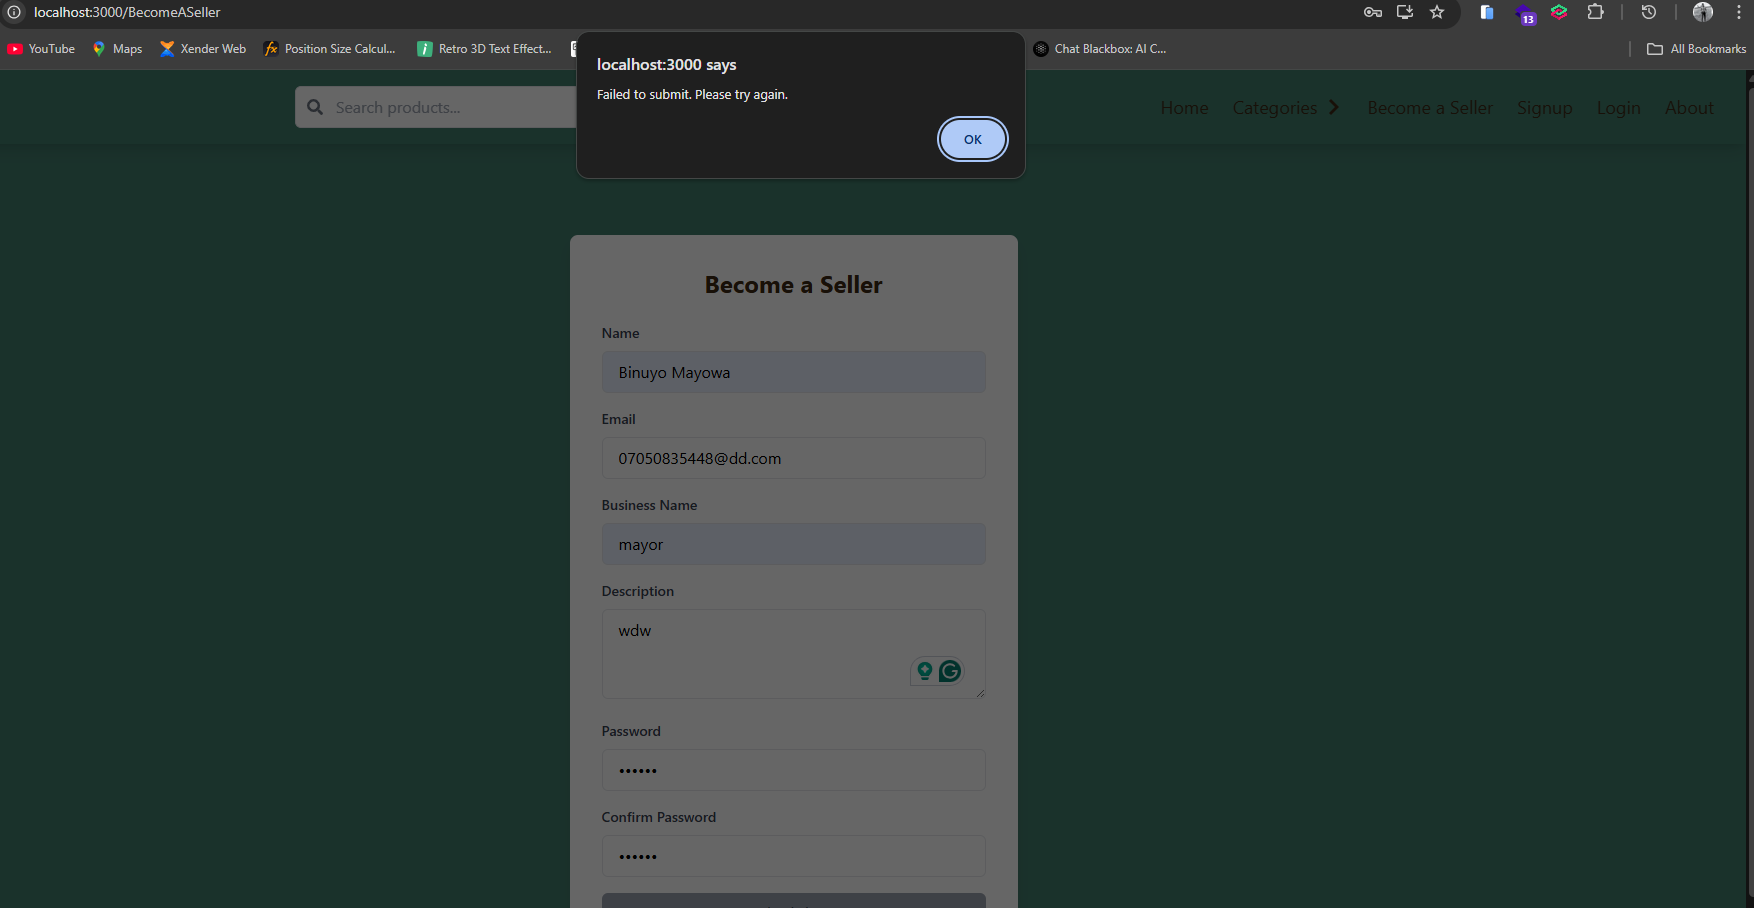 localhost:3000/BecomeASeller
13
YouTube
Maps
Xender Web
fx
Position Size Calcul...
i
Retro 3D Text Effect...
Chat Blackbox: AI C...
All Bookmarks
localhost:3000 says
Failed to submit. Please try again.
OK
Search products...
Home
Categories
Become a Seller
Signup
Login
About
Become a Seller
Name
Binuyo Mayowa
Email
07050835448@dd.com
Business Name
mayor
Description
wdw
Password
••••••
Confirm Password
••••••